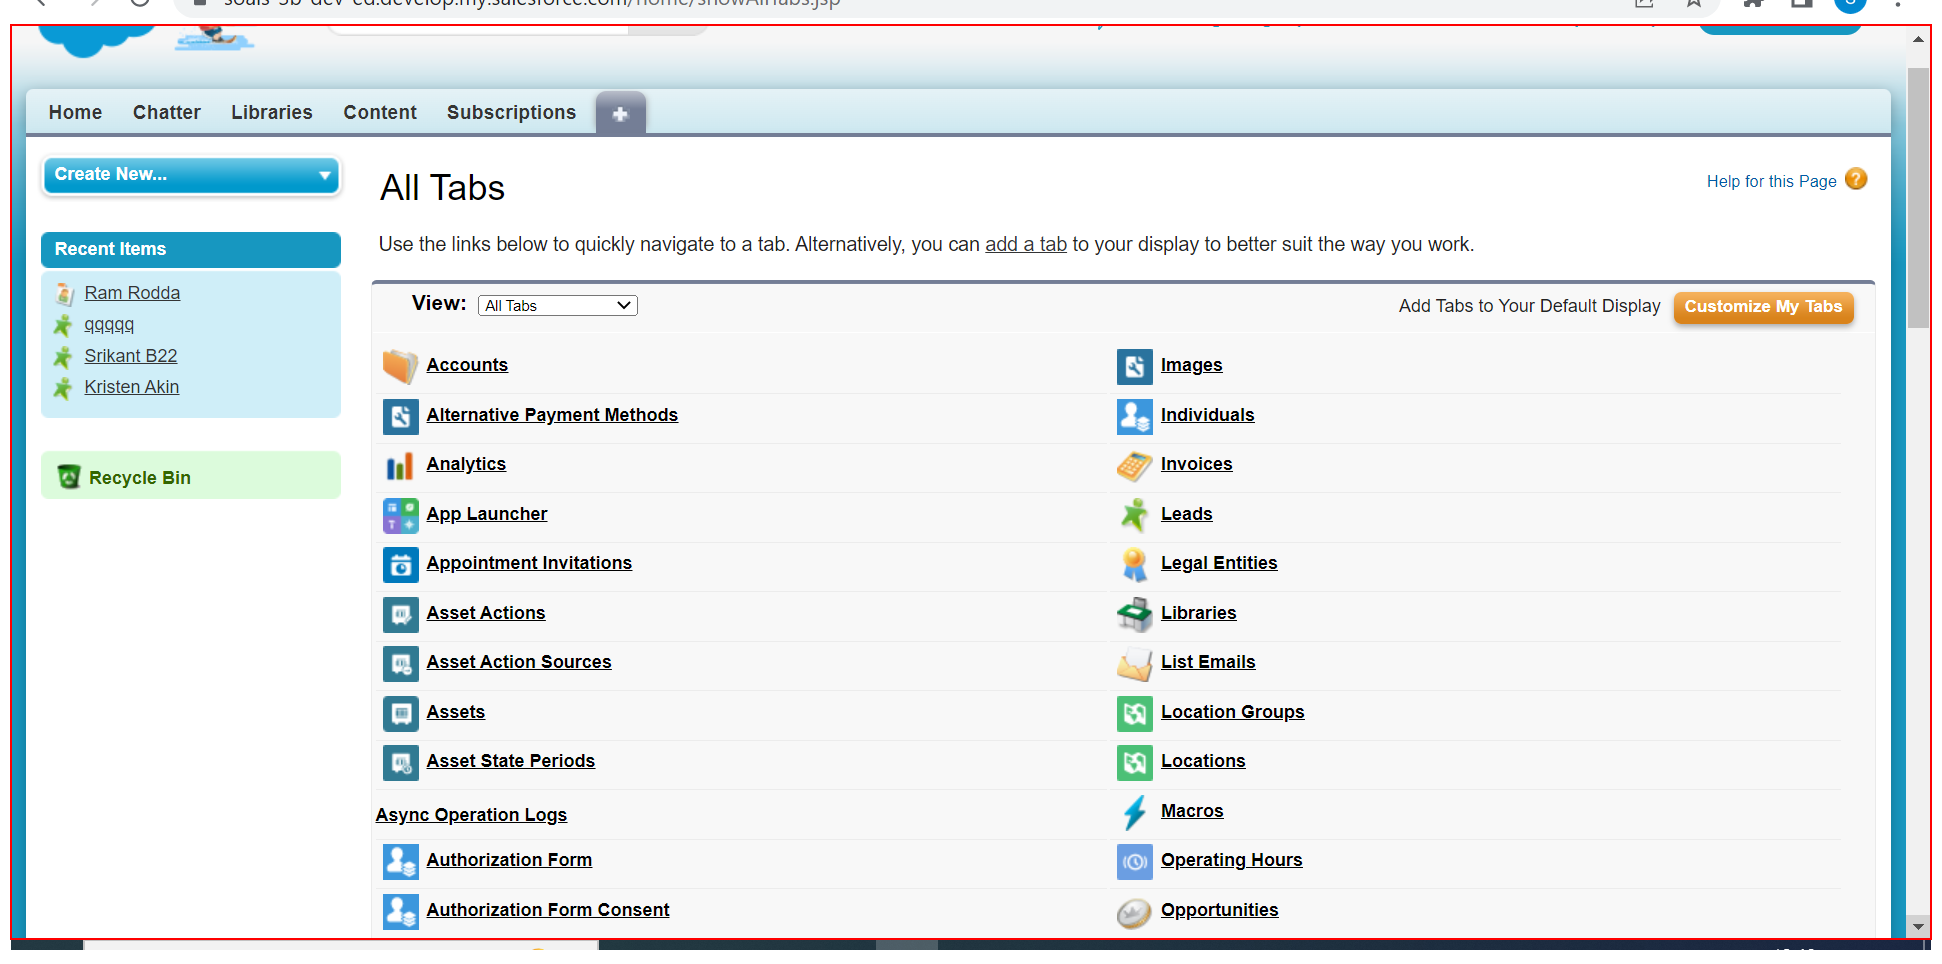 Home Chatter Libraries Content Subscriptions
Create New...
All Tabs
Help for this Page
Recent Items
Ram Rodda
qqqqq
Srikant B22
Kristen Akin
Recycle Bin
Use the links below to quickly navigate to a tab. Alternatively, you can add a tab to your display to better suit the way you work.
View: All Tabs
Add Tabs to Your Default Display
Customize My Tabs
Accounts
Alternative Payment Methods
Analytics
App Launcher
Appointment Invitations
Asset Actions
Asset Action Sources
Assets
Asset State Periods
Async Operation Logs
Authorization Form
Authorization Form Consent
Images
Individuals
Invoices
Leads
Legal Entities
Libraries
List Emails
Location Groups
Locations
Macros
Operating Hours
Opportunities